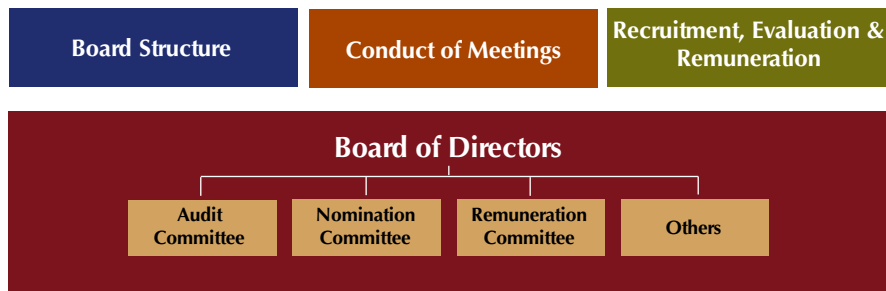 Board Structure
Conduct of Meetings
Recruitment, Evaluation &
Remuneration
Board of Directors
Audit
Committee
Nomination
Committee
Remuneration
Committee
Others